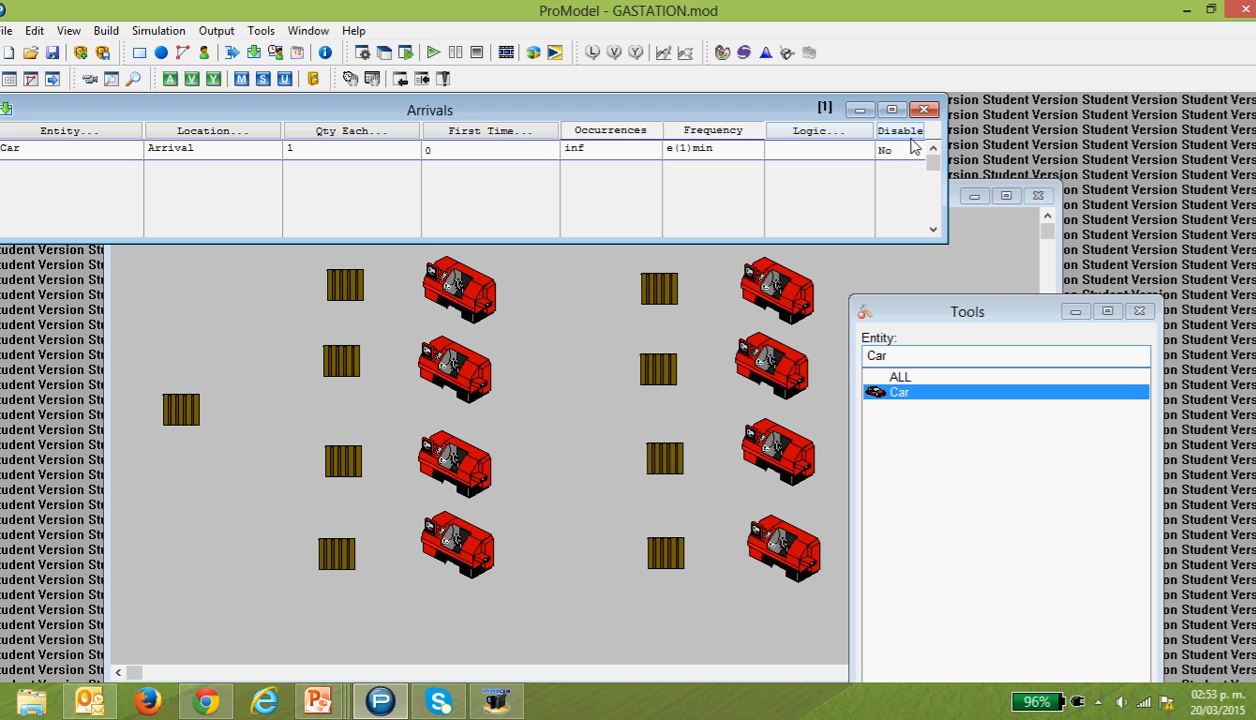 ProModel - GASTATION.mod
File Edit View Build Simulation Output Tools Window Help
Arrivals [1]
Entity... Location... Qty Each... First Time... Occurrences Frequency Logic... Disable
Car Arrival 1 0 inf e(1)min No
Tools
Entity:
Car
ALL
Car
Student Version Student Version Student Version
96% 02:53 p. m.
20/03/2015